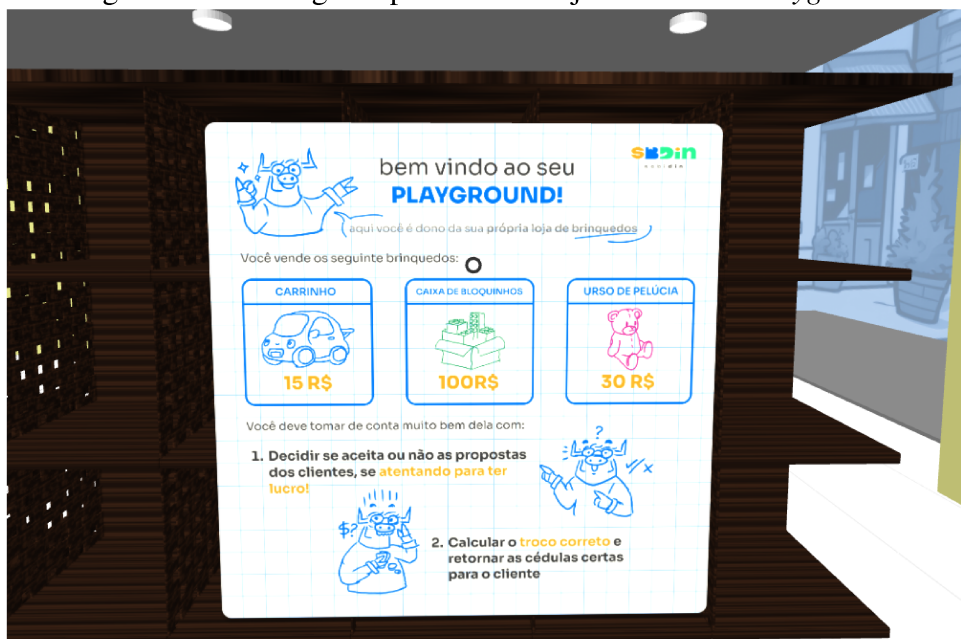 SBDin
bem vindo ao seu
PLAYGROUND!
aqui você é dono da sua própria loja de brinquedos
Você vende os seguinte brinquedos:
CARRINHO
CAIXA DE BLOQUINHOS
URSO DE PELÚCIA
15 R$
100R$
30 R$
Você deve tomar de conta muito bem dela com:
1. Decidir se aceita ou não as propostas
dos clientes, se atentando para ter
lucro!
?
$?
2. Calcular o troco correto e
retornar as cédulas certas
para o cliente